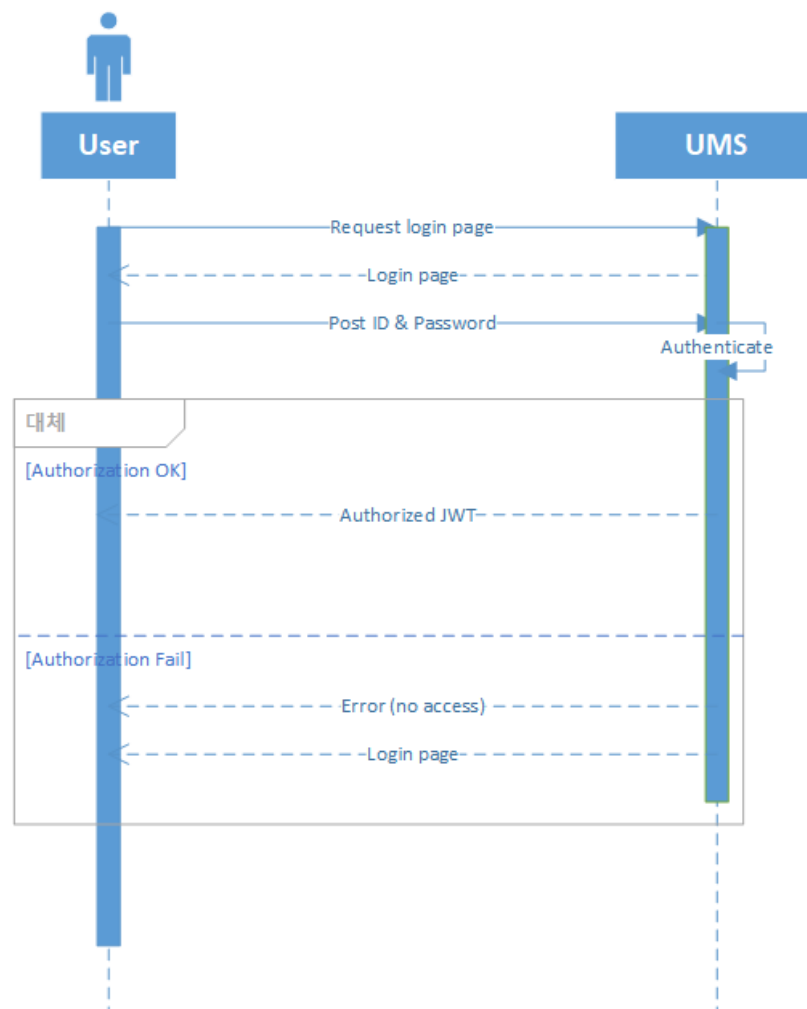 User
UMS
Request login page
Login page
Post ID & Password
Authenticate
대체
[Authorization OK]
Authorized JWT
[Authorization Fail]
Error (no access)
Login page